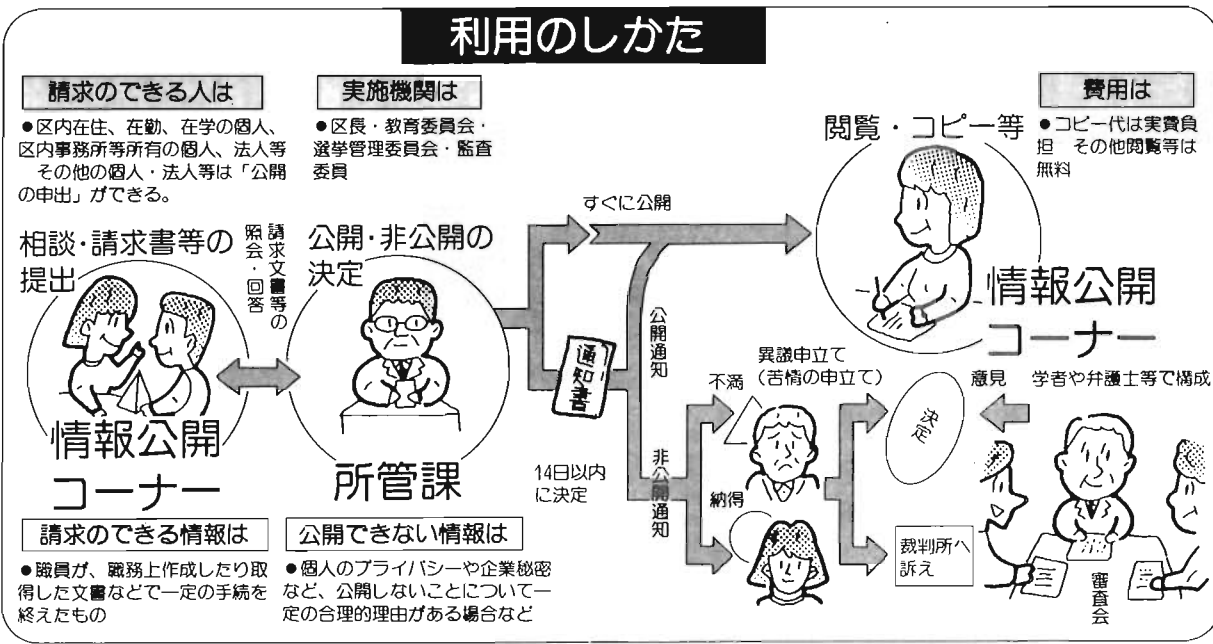 利用のしかた
請求のできる人は
●区内在住、在勤、在学の個人、
区内事務所等所有の個人、法人等
その他の個人・法人等は「公開
の申出」ができる。
実施機関は
●区長・教育委員会・
選挙管理委員会・監査
委員
費用は
●コピー代は実費負
担　その他閲覧等は
無料
相談・請求書等の
提出
情報公開
コーナー
請求文書等の
照会・回答
公開・非公開の
決定
所管課
すぐに公開
通知書
14日以内
に決定
公開通知
非公開通知
閲覧・コピー等
情報公開
コーナー
不満
納得
異議申立て
(苦情の申立て)
決定
意見
学者や弁護士等で構成
審査会
裁判所へ
訴え
請求のできる情報は
●職員が、職務上作成したり取
得した文書などで一定の手続を
終えたもの
公開できない情報は
●個人のプライバシーや企業秘密
など、公開しないことについて一
定の合理的理由がある場合など